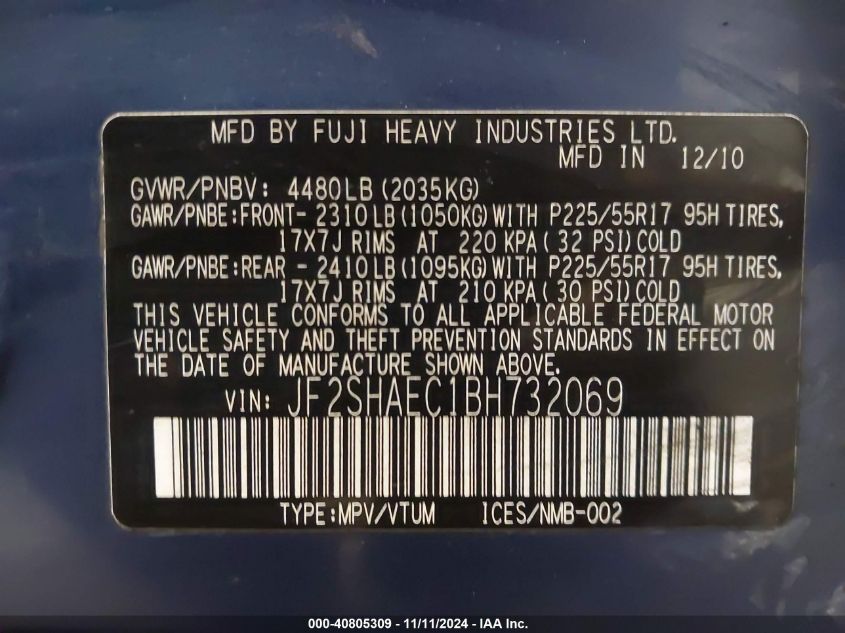 MFD BY FUJI HEAVY INDUSTRIES LTD.
MFD IN 12/10
GVWR/PNBV: 4480LB (2035KG)
GAWR/PNBE:FRONT- 2310LB (1050KG) WITH P225/55R17 95H TIRES,
17X7J RIMS AT 220 KPA( 32 PSI) COLD
GAWR/PNBE:REAR - 2410LB (1095KG) WITH P225/55R17 95H TIRES,
17X7J RIMS AT 210 KPA( 30 PSI) COLD
THIS VEHICLE CONFORMS TO ALL APPLICABLE FEDERAL MOTOR
VEHICLE SAFETY AND THEFT PREVENTION STANDARDS IN EFFECT ON
THE DATE OF MANUFACTURE SHOWN ABOVE.
VIN: JF2SHAEC1BH732069
TYPE:MPV/VTUM ICES/NMB-002
000-40805309 - 11/11/2024 - IAA Inc.